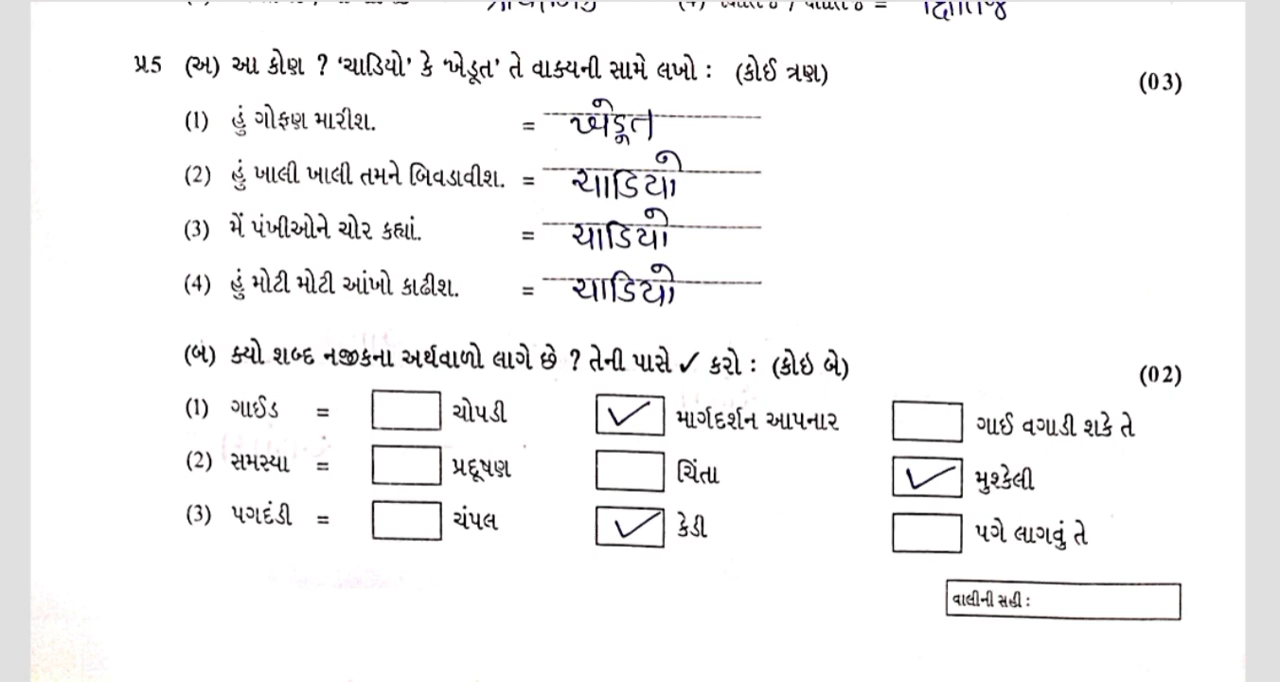 પ્ર.5 (અ) આ કોણ ? 'ચાડિયો' કે 'ખેડૂત' તે વાક્યની સામે લખો : (કોઈ ત્રણ) (03)
(1) હું ગોફણ મારીશ. = ખેડૂત
(2) હું ખાલી ખાલી તમને બિવડાવીશ. = ચાડિયો
(3) મેં પંખીઓને ચોર કહ્યાં. = ચાડિયો
(4) હું મોટી મોટી આંખો કાઢીશ. = ચાડિયો
(બ) ક્યો શબ્દ નજીકના અર્થવાળો લાગે છે ? તેની પાસે ✓ કરો : (કોઇ બે) (02)
(1) ગાઈડ = ચોપડી ✓ માર્ગદર્શન આપનાર ગાઈ વગાડી શકે તે
(2) સમસ્યા = પ્રદૂષણ ચિંતા ✓ મુશ્કેલી
(3) પગદંડી = ચંપલ ✓ કેડી પગે લાગવું તે
વાલીની સહી :